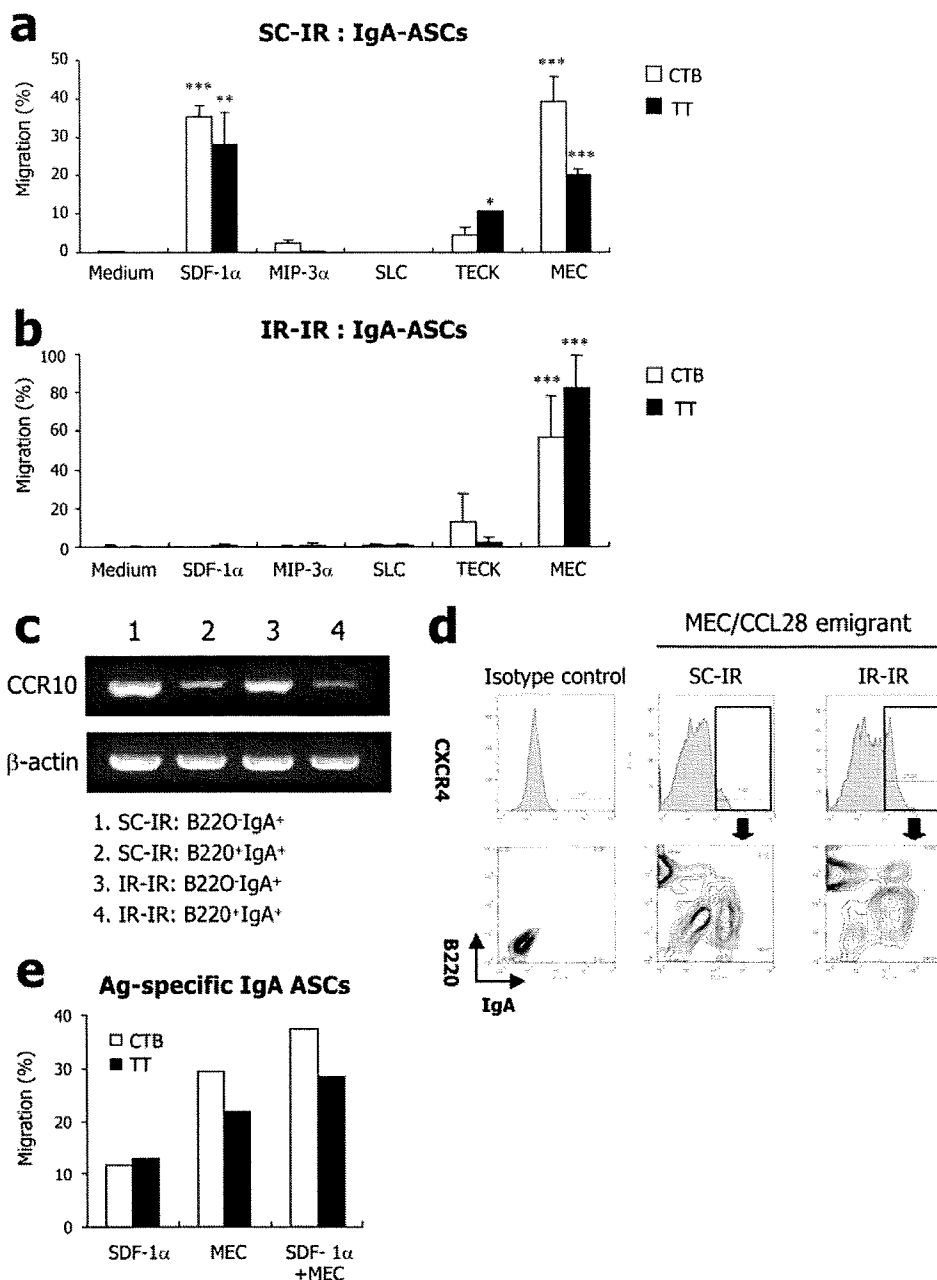 a
SC-IR : IgA-ASCs
Migration (%)
50
40
30
20
10
0
***
**
*
***
***
CTB
TT
Medium SDF-1α MIP-3α SLC TECK MEC
b
IR-IR : IgA-ASCs
Migration (%)
100
80
60
40
20
0
***
***
CTB
TT
Medium SDF-1α MIP-3α SLC TECK MEC
c
1 2 3 4
CCR10
β-actin
1. SC-IR: B220-IgA+
2. SC-IR: B220+IgA+
3. IR-IR: B220-IgA+
4. IR-IR: B220+IgA+
d
MEC/CCL28 emigrant
Isotype control SC-IR IR-IR
CXCR4
B220
IgA
e
Ag-specific IgA ASCs
Migration (%)
40
30
20
10
0
CTB
TT
SDF-1α MEC SDF- 1α
+MEC